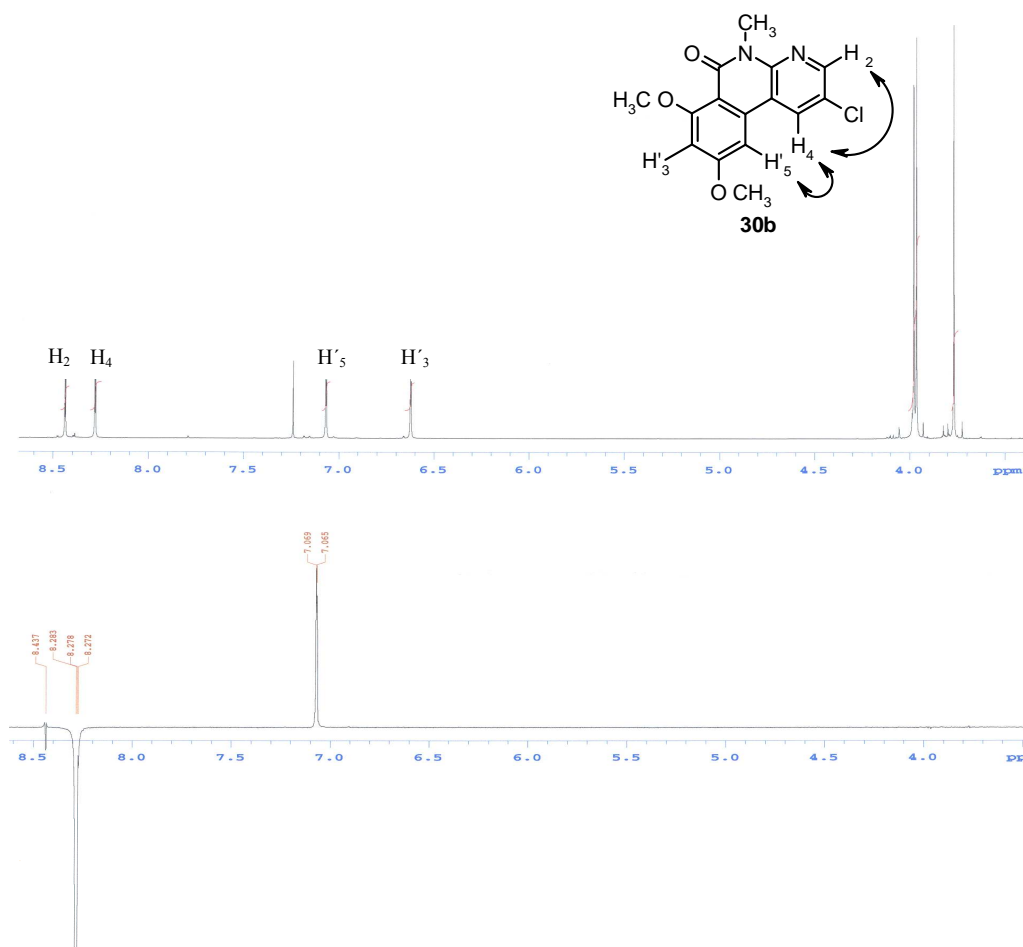 CH₃
O N N H ₂
H₃C O Cl
H'₃ H'₅ H₄
O CH₃
30b
H₂ H₄ H´₅ H´₃
8.5 8.0 7.5 7.0 6.5 6.0 5.5 5.0 4.5 4.0 ppm
8.437 8.283 8.278 8.272 7.069 7.065
8.5 8.0 7.5 7.0 6.5 6.0 5.5 5.0 4.5 4.0 pp